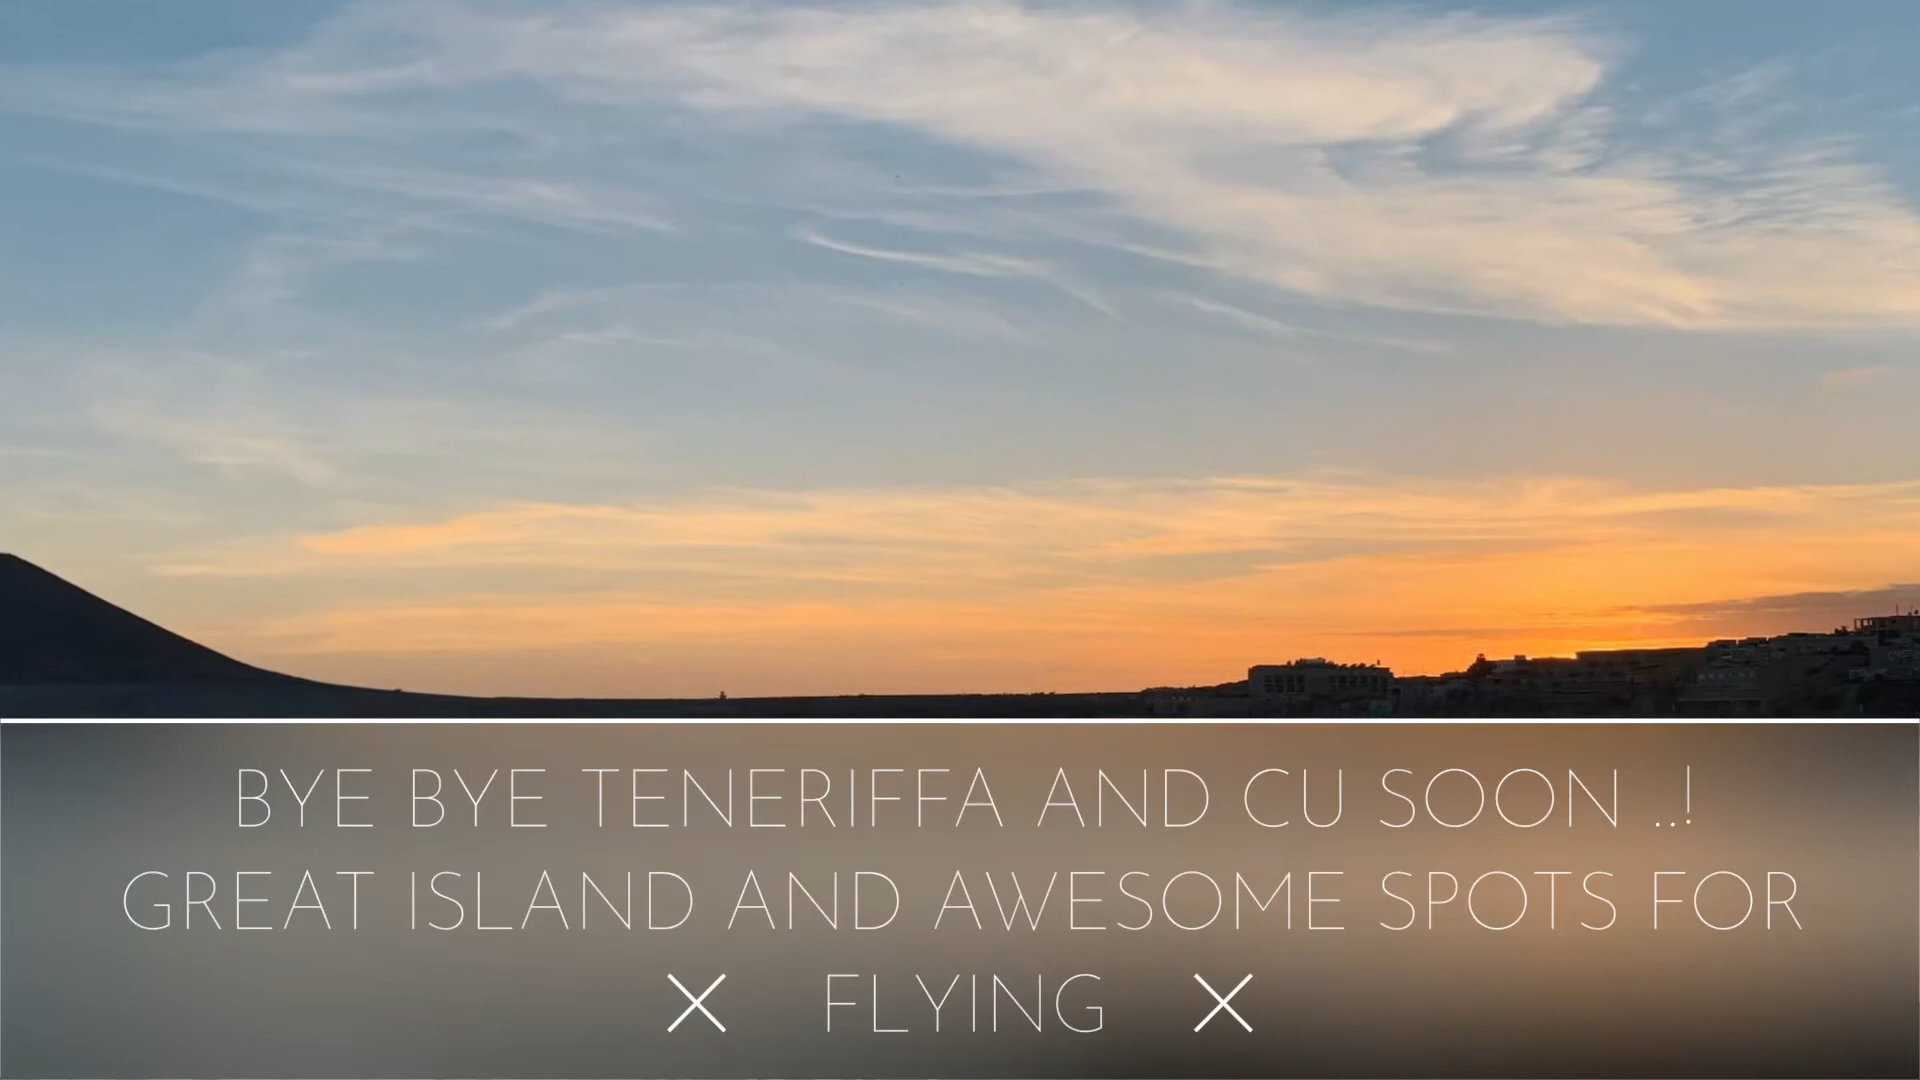 BYE BYE TENERIFFA AND CU SOON ..!
GREAT ISLAND AND AWESOME SPOTS FOR
FLYING